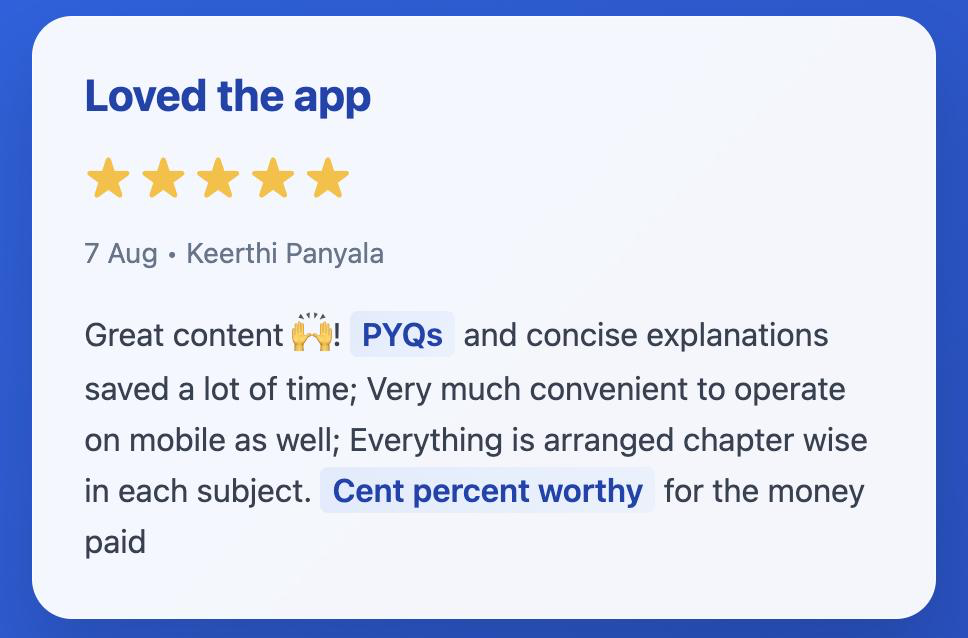 Loved the app
7 Aug • Keerthi Panyala
Great content 🙌! PYQs and concise explanations
saved a lot of time; Very much convenient to operate
on mobile as well; Everything is arranged chapter wise
in each subject. Cent percent worthy for the money
paid